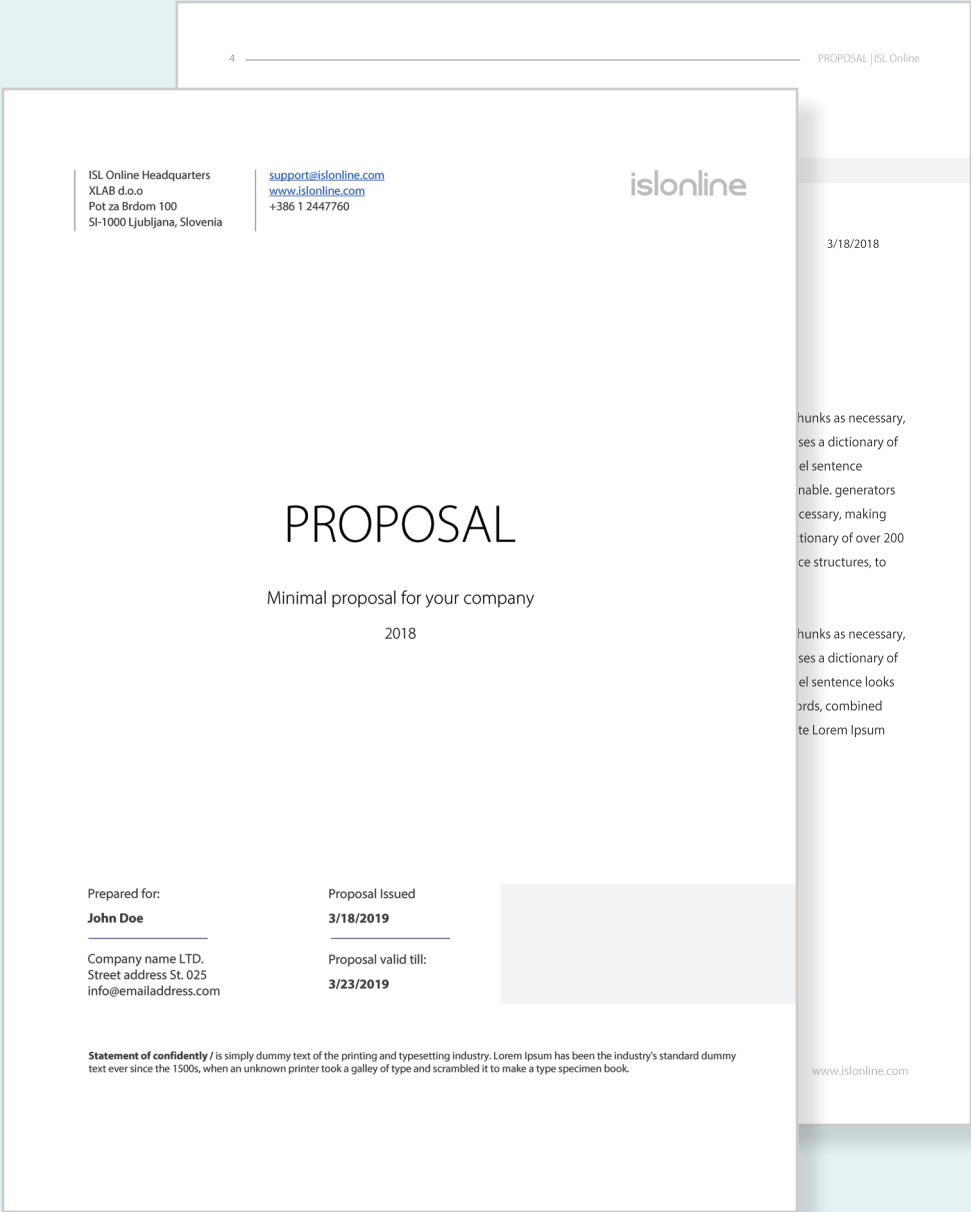 4
PROPOSAL | ISL Online
ISL Online Headquarters
XLAB d.o.o
Pot za Brdom 100
SI-1000 Ljubljana, Slovenia
support@islonline.com
www.islonline.com
+386 1 2447760
islonline
3/18/2018
PROPOSAL
Minimal proposal for your company
2018
hunks as necessary,
ses a dictionary of
el sentence
nable. generators
cessary, making
tionary of over 200
ce structures, to
hunks as necessary,
ses a dictionary of
el sentence looks
ords, combined
te Lorem Ipsum
Prepared for:
John Doe
Company name LTD.
Street address St. 025
info@emailaddress.com
Proposal Issued
3/18/2019
Proposal valid till:
3/23/2019
Statement of confidently / is simply dummy text of the printing and typesetting industry. Lorem Ipsum has been the industry's standard dummy
text ever since the 1500s, when an unknown printer took a galley of type and scrambled it to make a type specimen book.
www.islonline.com